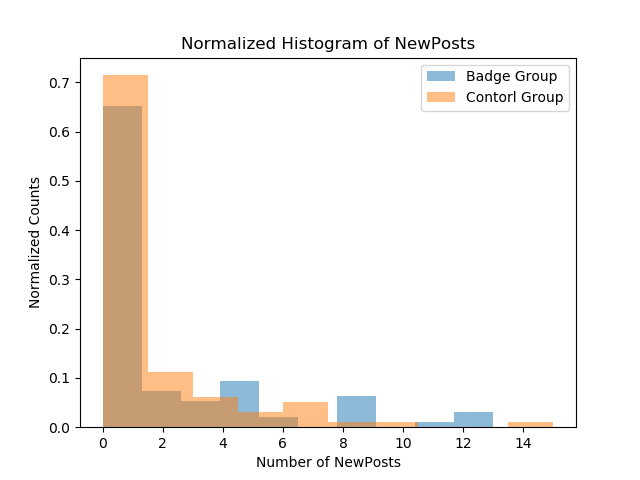 Normalized Histogram of NewPosts
Badge Group
Contorl Group
Normalized Counts
0.7
0.6
0.5
0.4
0.3
0.2
0.1
0.0
0 2 4 6 8 10 12 14
Number of NewPosts